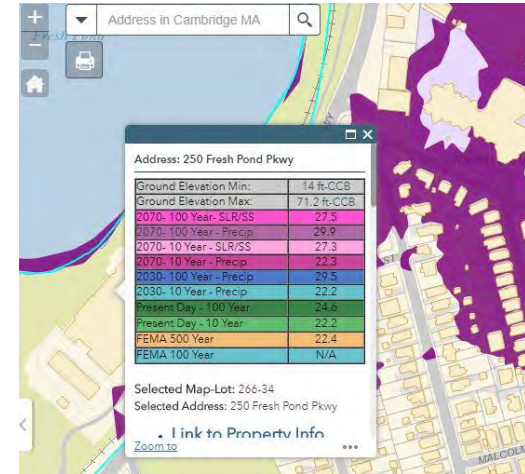 Address in Cambridge MA
Fresh Pond
Address: 250 Fresh Pond Pkwy
Ground Elevation Min: 14 ft-CCB
Ground Elevation Max: 71.2 ft-CCB
2070- 100 Year- SLR/SS 27.5
2070- 100 Year - Precip 29.9
2070- 10 Year - SLR/SS 27.3
2070- 10 Year - Precip 22.3
2030- 100 Year - Precip 29.5
2030- 10 Year - Precip 22.2
Present Day - 100 Year 24.6
Present Day - 10 Year 22.2
FEMA 500 Year 22.4
FEMA 100 Year N/A
Selected Map-Lot: 266-34
Selected Address: 250 Fresh Pond Pkwy
• Link to Property Info
Zoom to
ST
MALCOLM